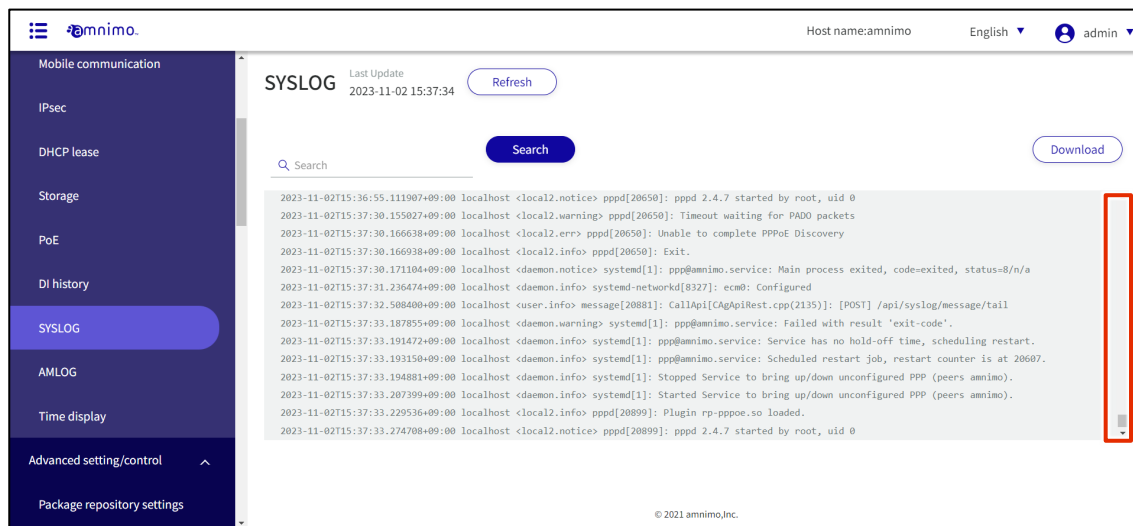 amnimo
Host name:amnimo
English
admin
Mobile communication
IPsec
DHCP lease
Storage
PoE
DI history
SYSLOG
AMLOG
Time display
Advanced setting/control
Package repository settings
SYSLOG
Last Update
2023-11-02 15:37:34
Refresh
Search
Search
Download
2023-11-02T15:36:55.111907+09:00 localhost <local2.notice> pppd[20650]: pppd 2.4.7 started by root, uid 0
2023-11-02T15:37:30.155027+09:00 localhost <local2.warning> pppd[20650]: Timeout waiting for PADO packets
2023-11-02T15:37:30.166638+09:00 localhost <local2.err> pppd[20650]: Unable to complete PPPoE Discovery
2023-11-02T15:37:30.166938+09:00 localhost <local2.info> pppd[20650]: Exit.
2023-11-02T15:37:30.171104+09:00 localhost <daemon.notice> systemd[1]: ppp@amnimo.service: Main process exited, code=exited, status=8/n/a
2023-11-02T15:37:31.236474+09:00 localhost <daemon.info> systemd-networkd[8327]: ecm0: Configured
2023-11-02T15:37:32.508400+09:00 localhost <user.info> message[20881]: CallApi[CAgApiRest.cpp(2135)]: [POST] /api/syslog/message/tail
2023-11-02T15:37:33.187855+09:00 localhost <daemon.warning> systemd[1]: ppp@amnimo.service: Failed with result 'exit-code'.
2023-11-02T15:37:33.191472+09:00 localhost <daemon.info> systemd[1]: ppp@amnimo.service: Service has no hold-off time, scheduling restart.
2023-11-02T15:37:33.193150+09:00 localhost <daemon.info> systemd[1]: ppp@amnimo.service: Scheduled restart job, restart counter is at 20607.
2023-11-02T15:37:33.194881+09:00 localhost <daemon.info> systemd[1]: Stopped Service to bring up/down unconfigured PPP (peers amnimo).
2023-11-02T15:37:33.207399+09:00 localhost <daemon.info> systemd[1]: Started Service to bring up/down unconfigured PPP (peers amnimo).
2023-11-02T15:37:33.229536+09:00 localhost <local2.info> pppd[20899]: Plugin rp-pppoe.so loaded.
2023-11-02T15:37:33.274708+09:00 localhost <local2.notice> pppd[20899]: pppd 2.4.7 started by root, uid 0
© 2021 amnimo,Inc.